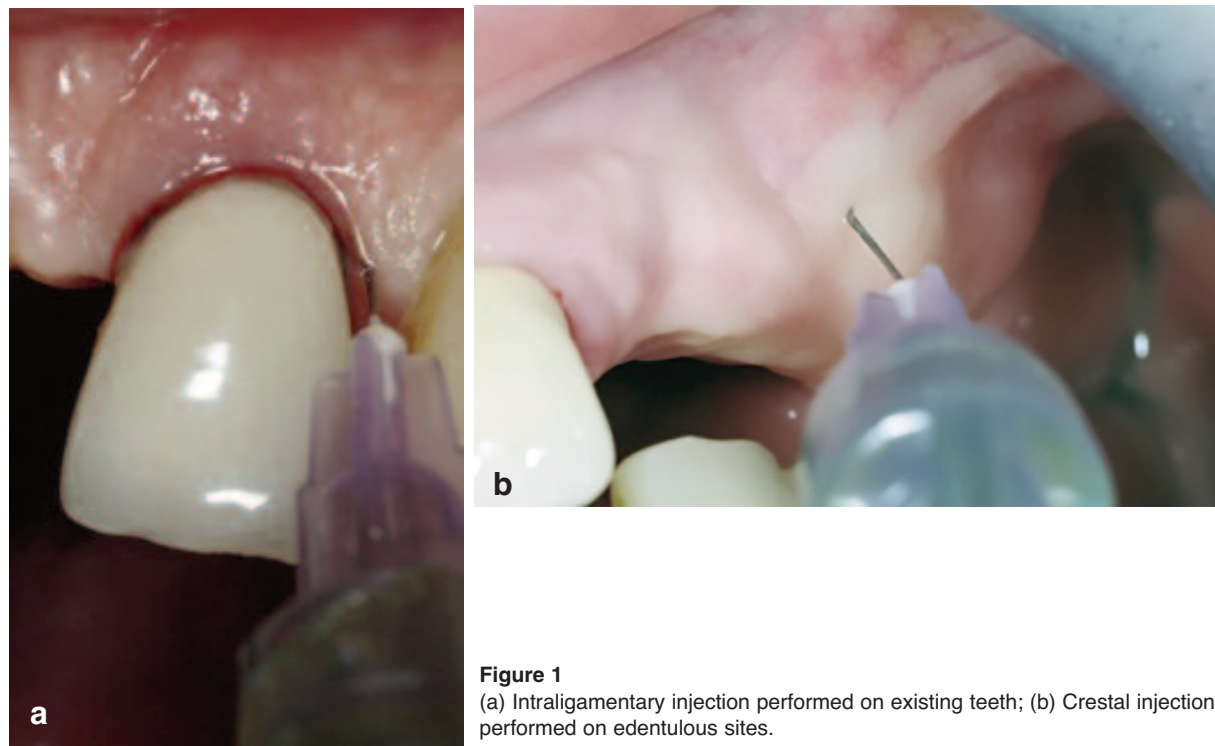 a
b
Figure 1
(a) Intraligamentary injection performed on existing teeth; (b) Crestal injection
performed on edentulous sites.